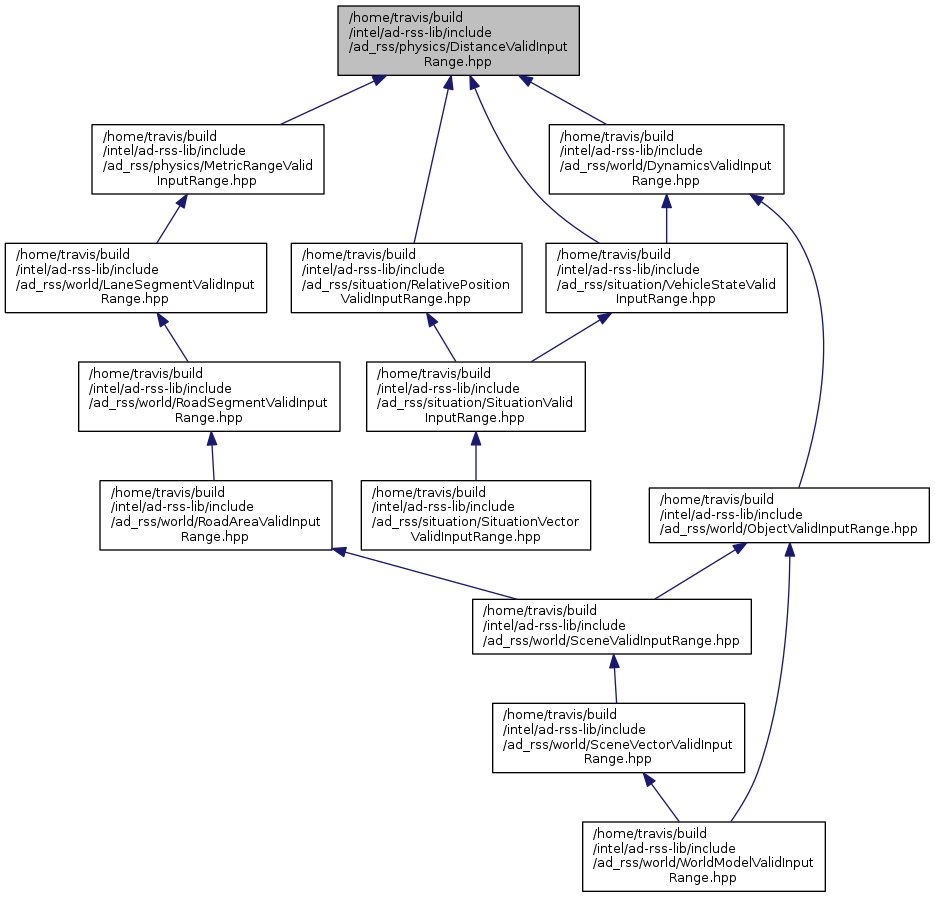 /home/travis/build
/intel/ad-rss-lib/include
/ad_rss/physics/DistanceValidInput
Range.hpp
/home/travis/build
/intel/ad-rss-lib/include
/ad_rss/physics/MetricRangeValid
InputRange.hpp
/home/travis/build
/intel/ad-rss-lib/include
/ad_rss/world/DynamicsValidInput
Range.hpp
/home/travis/build
/intel/ad-rss-lib/include
/ad_rss/world/LaneSegmentValidInput
Range.hpp
/home/travis/build
/intel/ad-rss-lib/include
/ad_rss/situation/RelativePosition
ValidInputRange.hpp
/home/travis/build
/intel/ad-rss-lib/include
/ad_rss/situation/VehicleStateValid
InputRange.hpp
/home/travis/build
/intel/ad-rss-lib/include
/ad_rss/world/RoadSegmentValidInput
Range.hpp
/home/travis/build
/intel/ad-rss-lib/include
/ad_rss/situation/SituationValid
InputRange.hpp
/home/travis/build
/intel/ad-rss-lib/include
/ad_rss/world/RoadAreaValidInput
Range.hpp
/home/travis/build
/intel/ad-rss-lib/include
/ad_rss/situation/SituationVector
ValidInputRange.hpp
/home/travis/build
/intel/ad-rss-lib/include
/ad_rss/world/ObjectValidInputRange.hpp
/home/travis/build
/intel/ad-rss-lib/include
/ad_rss/world/SceneValidInputRange.hpp
/home/travis/build
/intel/ad-rss-lib/include
/ad_rss/world/SceneVectorValidInput
Range.hpp
/home/travis/build
/intel/ad-rss-lib/include
/ad_rss/world/WorldModelValidInput
Range.hpp